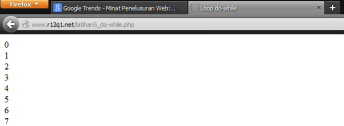 Firefox
Google Trends - Minat Penelusuran Web: ...
Loop do-while
www.r12q1.net/latihan5_do-while.php
0
1
2
3
4
5
6
7